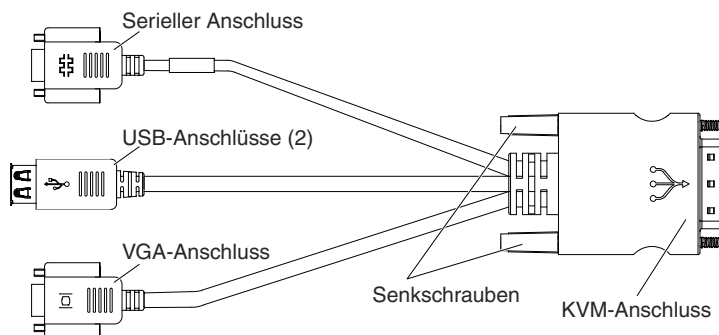 Serieller Anschluss
USB-Anschlüsse (2)
VGA-Anschluss
Senkschrauben
KVM-Anschluss